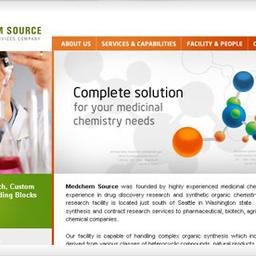 M SOURCE
RVICES COMPANY
ABOUT US | SERVICES & CAPABILITIES | FACILITY & PEOPLE | CO
Complete solution
for your medicinal
chemistry needs
ch, Custom
ding Blocks
Medchem Source was founded by highly experienced medicinal che
experience in drug discovery research and synthetic organic chemistr
research facility is located just south of Seattle in Washington state.
synthesis and contract research services to pharmaceutical, biotech, agri
chemical companies.
Our facility is capable of handling complex organic synthesis which inc
derived from various classes of heterocyclic compounds, natural products